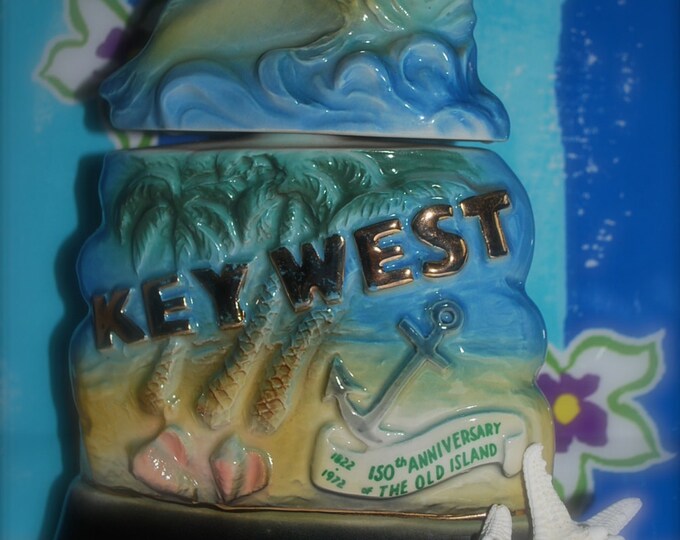 KEY WEST
1822 150th ANNIVERSARY
1972 OF THE OLD ISLAND